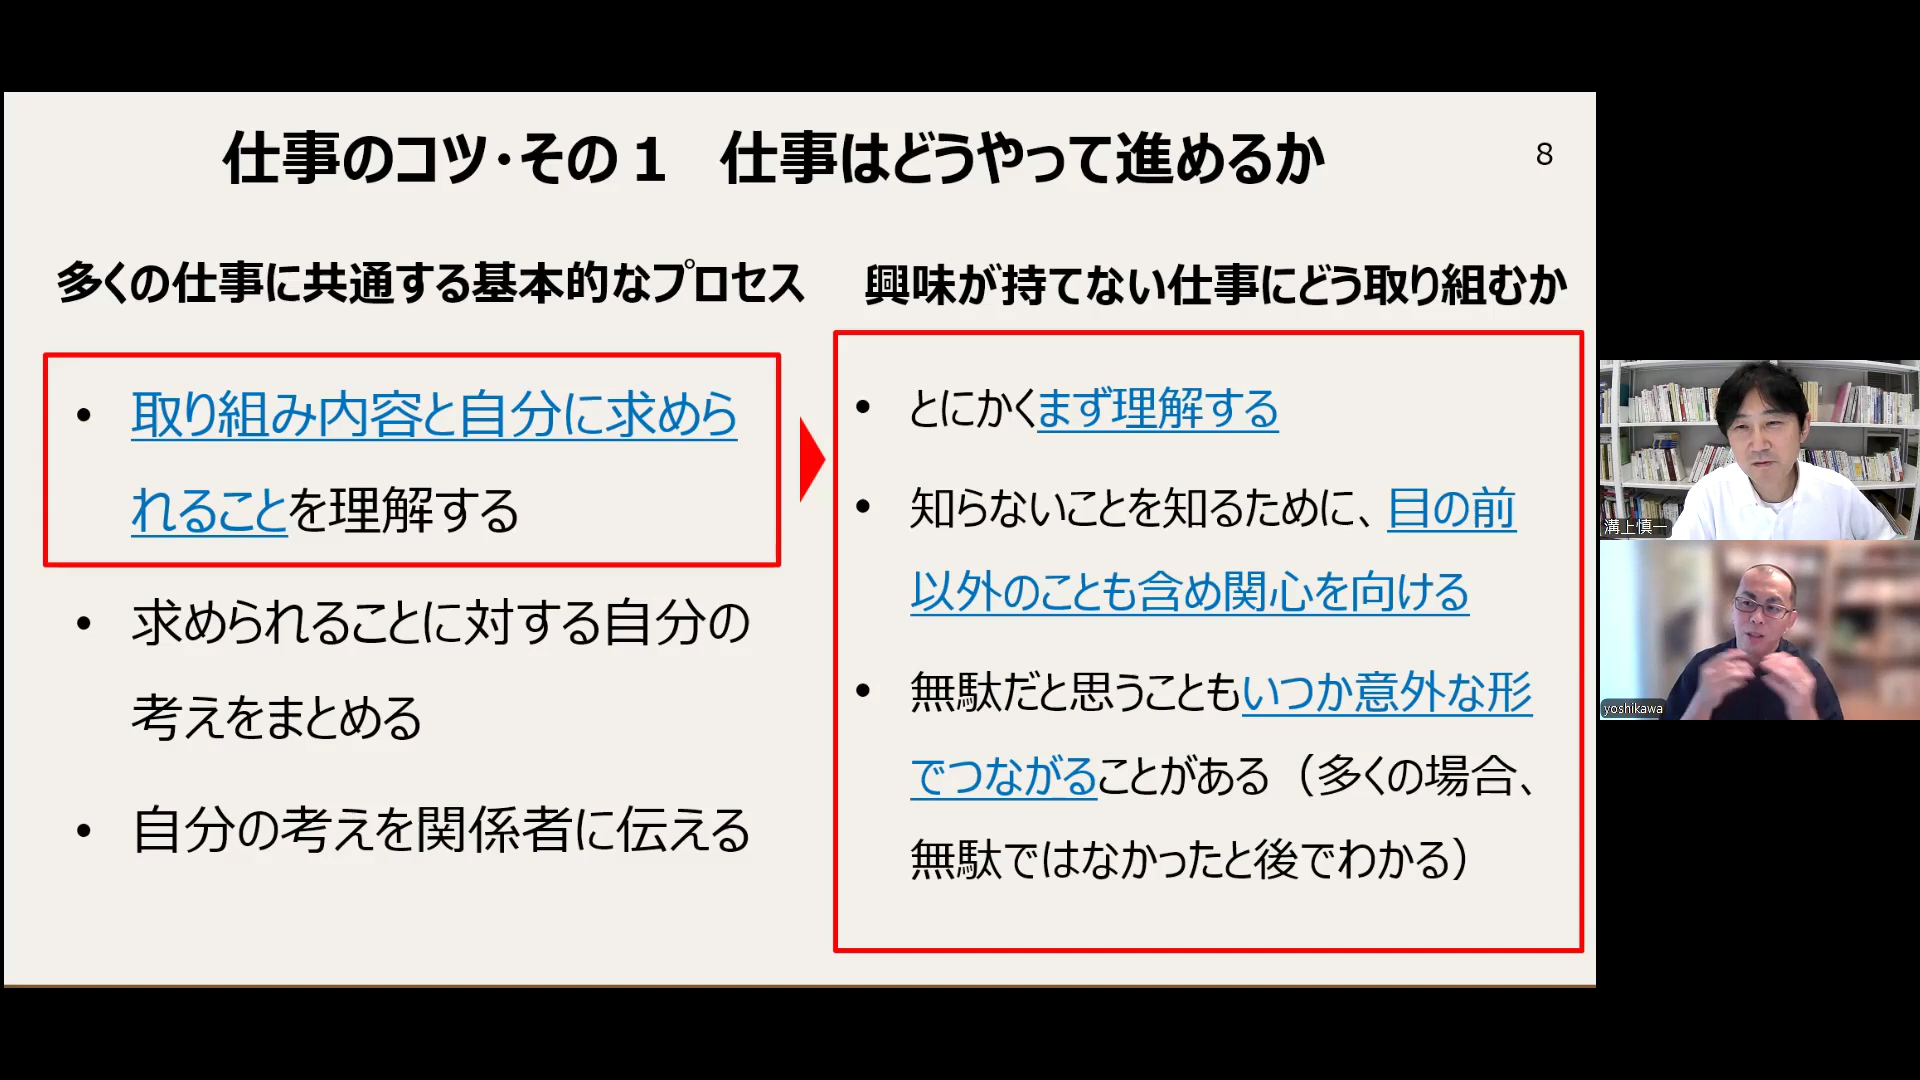 仕事のコツ・その１　仕事はどうやって進めるか
8
多くの仕事に共通する基本的なプロセス
• 取り組み内容と自分に求めら
れることを理解する
• 求められることに対する自分の
考えをまとめる
• 自分の考えを関係者に伝える
興味が持てない仕事にどう取り組むか
• とにかくまず理解する
• 知らないことを知るために、目の前
以外のことも含め関心を向ける
• 無駄だと思うこともいつか意外な形
でつながることがある（多くの場合、
無駄ではなかったと後でわかる）
溝上慎一
yoshikawa